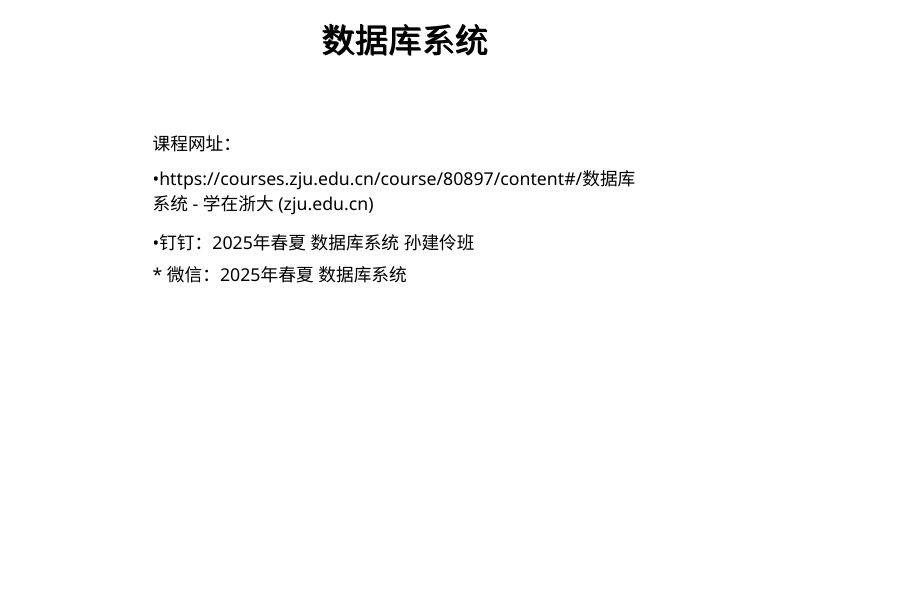 数据库系统
课程网址：
•https://courses.zju.edu.cn/course/80897/content#/数据库
系统 - 学在浙大 (zju.edu.cn)
•钉钉：2025年春夏 数据库系统 孙建伶班
* 微信：2025年春夏 数据库系统